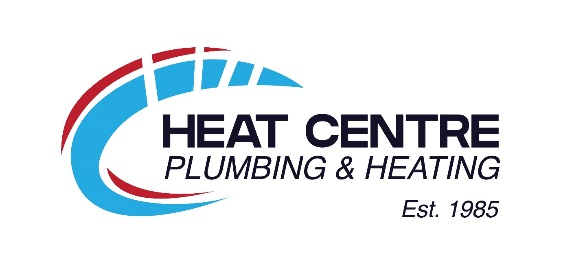 HEAT CENTRE
PLUMBING & HEATING
Est. 1985